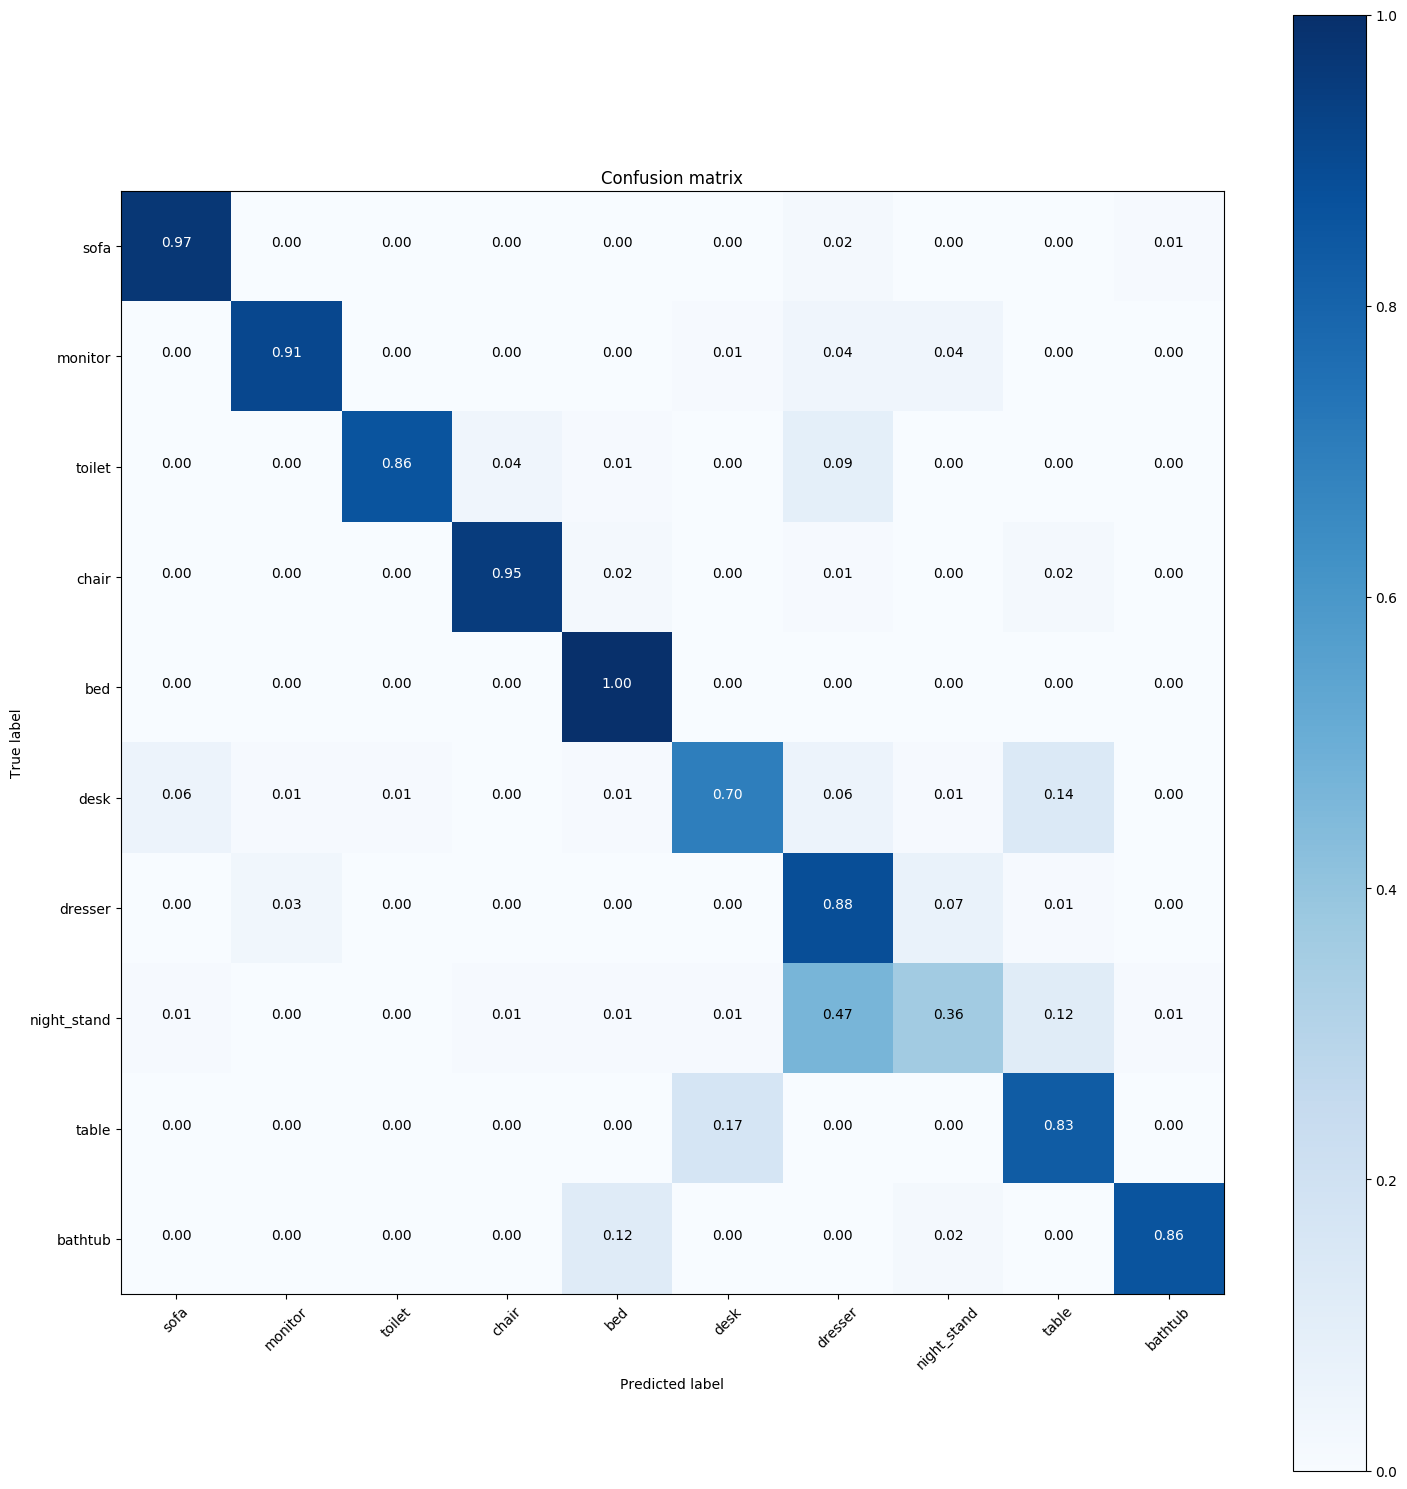 Confusion matrix
1.0
0.8
0.6
0.4
0.2
0.0
True label
sofa 0.97 0.00 0.00 0.00 0.00 0.00 0.02 0.00 0.00 0.01
monitor 0.00 0.91 0.00 0.00 0.00 0.01 0.04 0.04 0.00 0.00
toilet 0.00 0.00 0.86 0.04 0.01 0.00 0.09 0.00 0.00 0.00
chair 0.00 0.00 0.00 0.95 0.02 0.00 0.01 0.00 0.02 0.00
bed 0.00 0.00 0.00 0.00 1.00 0.00 0.00 0.00 0.00 0.00
desk 0.06 0.01 0.01 0.00 0.01 0.70 0.06 0.01 0.14 0.00
dresser 0.00 0.03 0.00 0.00 0.00 0.00 0.88 0.07 0.01 0.00
night_stand 0.01 0.00 0.00 0.01 0.01 0.01 0.47 0.36 0.12 0.01
table 0.00 0.00 0.00 0.00 0.00 0.17 0.00 0.00 0.83 0.00
bathtub 0.00 0.00 0.00 0.00 0.12 0.00 0.00 0.02 0.00 0.86
sofa monitor toilet chair bed desk dresser night_stand table bathtub
Predicted label